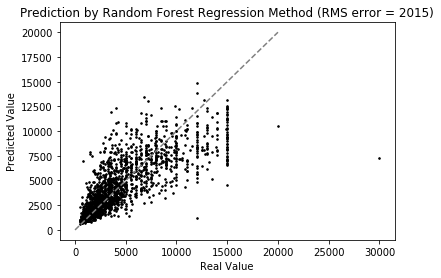 Prediction by Random Forest Regression Method (RMS error = 2015)
20000
17500
15000
12500
10000
7500
5000
2500
0
Predicted Value
0 5000 10000 15000 20000 25000 30000
Real Value